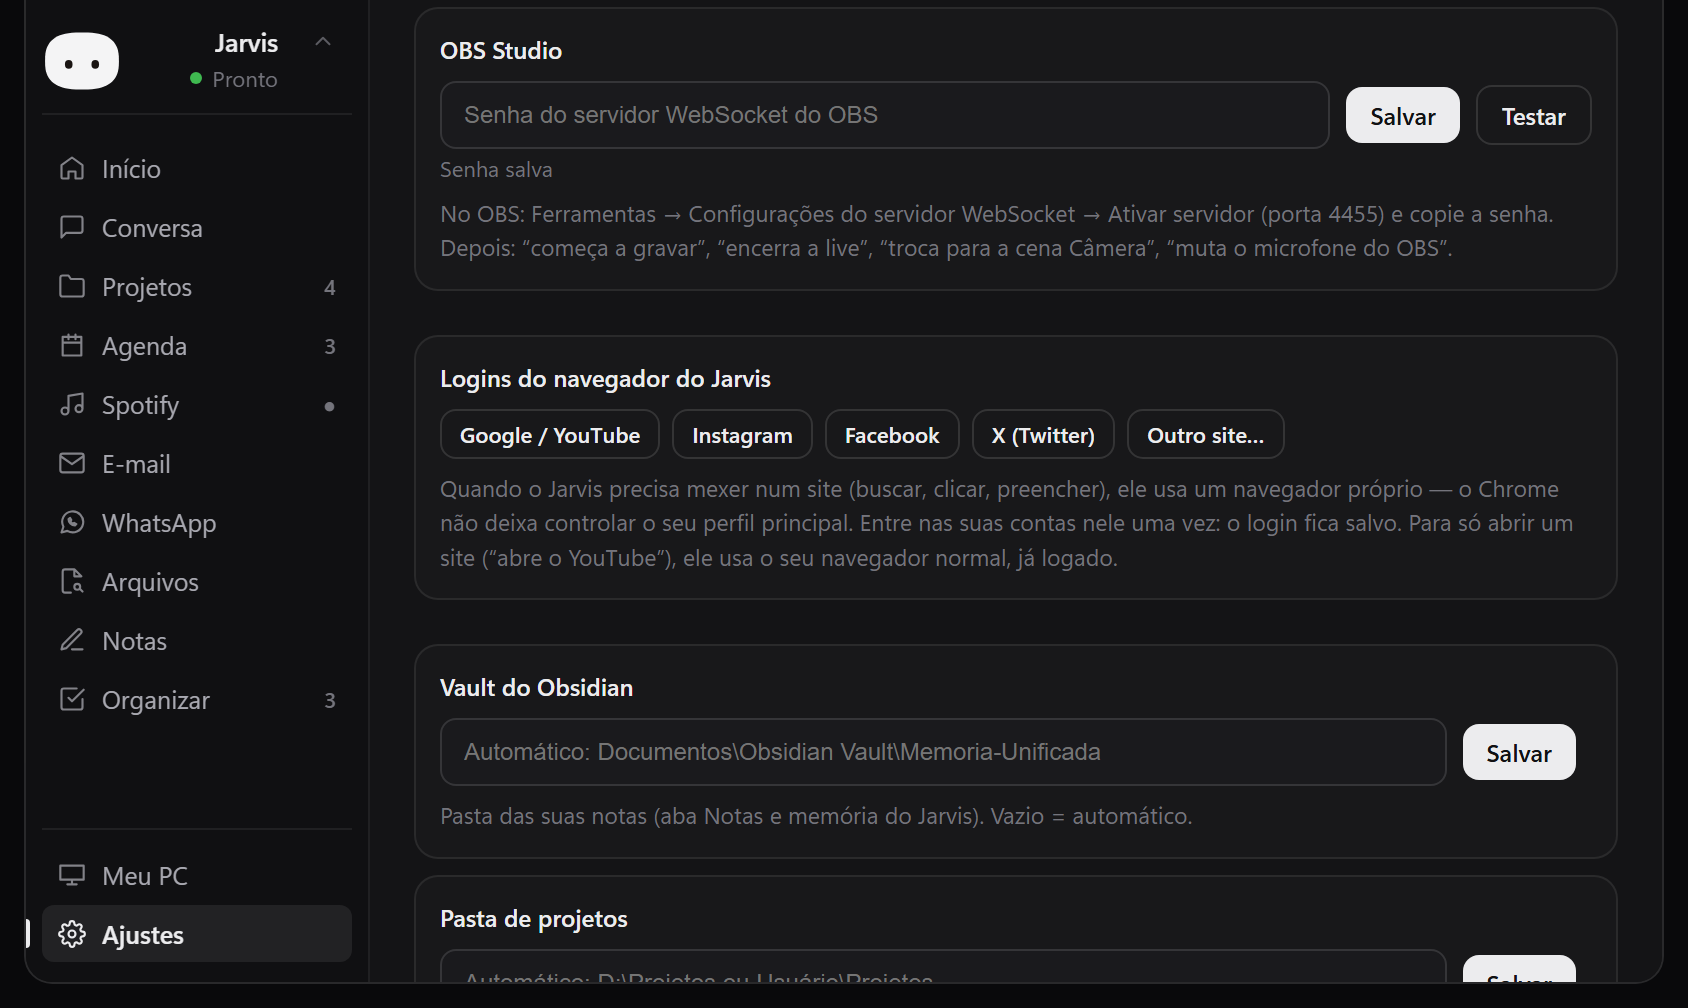 Jarvis
Pronto
Início
Conversa
Projetos 4
Agenda 3
Spotify
E-mail
WhatsApp
Arquivos
Notas
Organizar 3
Meu PC
Ajustes
OBS Studio
Senha do servidor WebSocket do OBS
Salvar
Testar
Senha salva
No OBS: Ferramentas → Configurações do servidor WebSocket → Ativar servidor (porta 4455) e copie a senha.
Depois: “começa a gravar”, “encerra a live”, “troca para a cena Câmera”, “muta o microfone do OBS”.
Logins do navegador do Jarvis
Google / YouTube
Instagram
Facebook
X (Twitter)
Outro site...
Quando o Jarvis precisa mexer num site (buscar, clicar, preencher), ele usa um navegador próprio — o Chrome
não deixa controlar o seu perfil principal. Entre nas suas contas nele uma vez: o login fica salvo. Para só abrir um
site (“abre o YouTube”), ele usa o seu navegador normal, já logado.
Vault do Obsidian
Automático: Documentos\Obsidian Vault\Memoria-Unificada
Salvar
Pasta das suas notas (aba Notas e memória do Jarvis). Vazio = automático.
Pasta de projetos
Automático: D:\Projetos ou Usuário\Projetos
Salvar